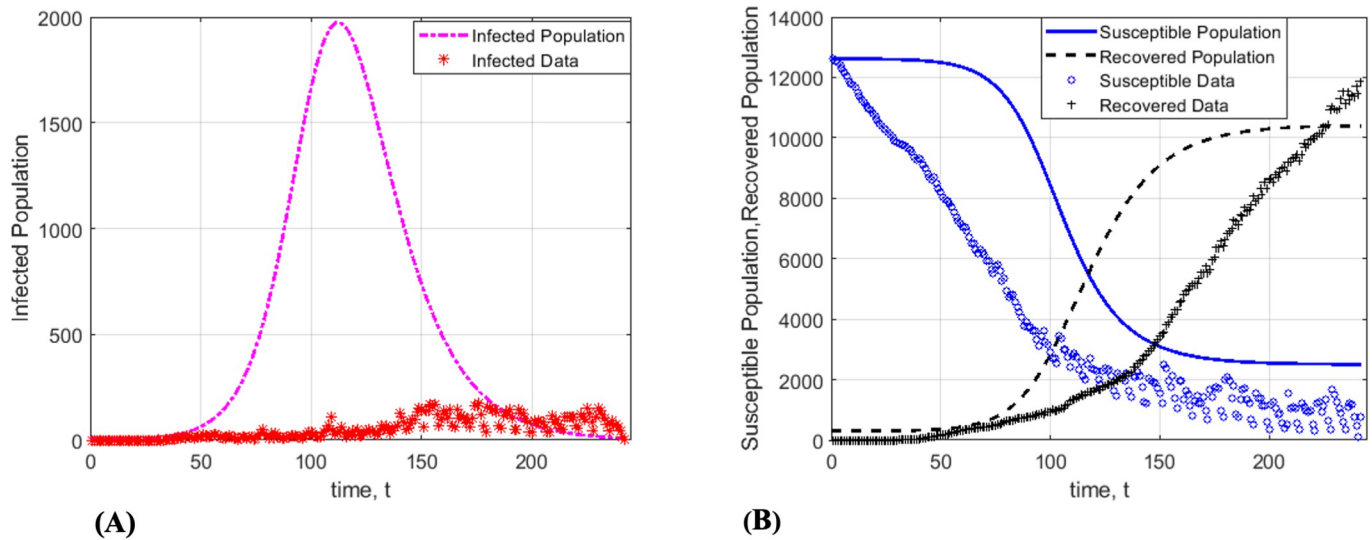 2000
1500
1000
500
0
0
50
100
150
200
Infected Population
time, t
Infected Population
Infected Data
(A)
14000
12000
10000
8000
6000
4000
2000
0
0
50
100
150
200
Susceptible Population,Recovered Population
time, t
Susceptible Population
Recovered Population
Susceptible Data
Recovered Data
(B)